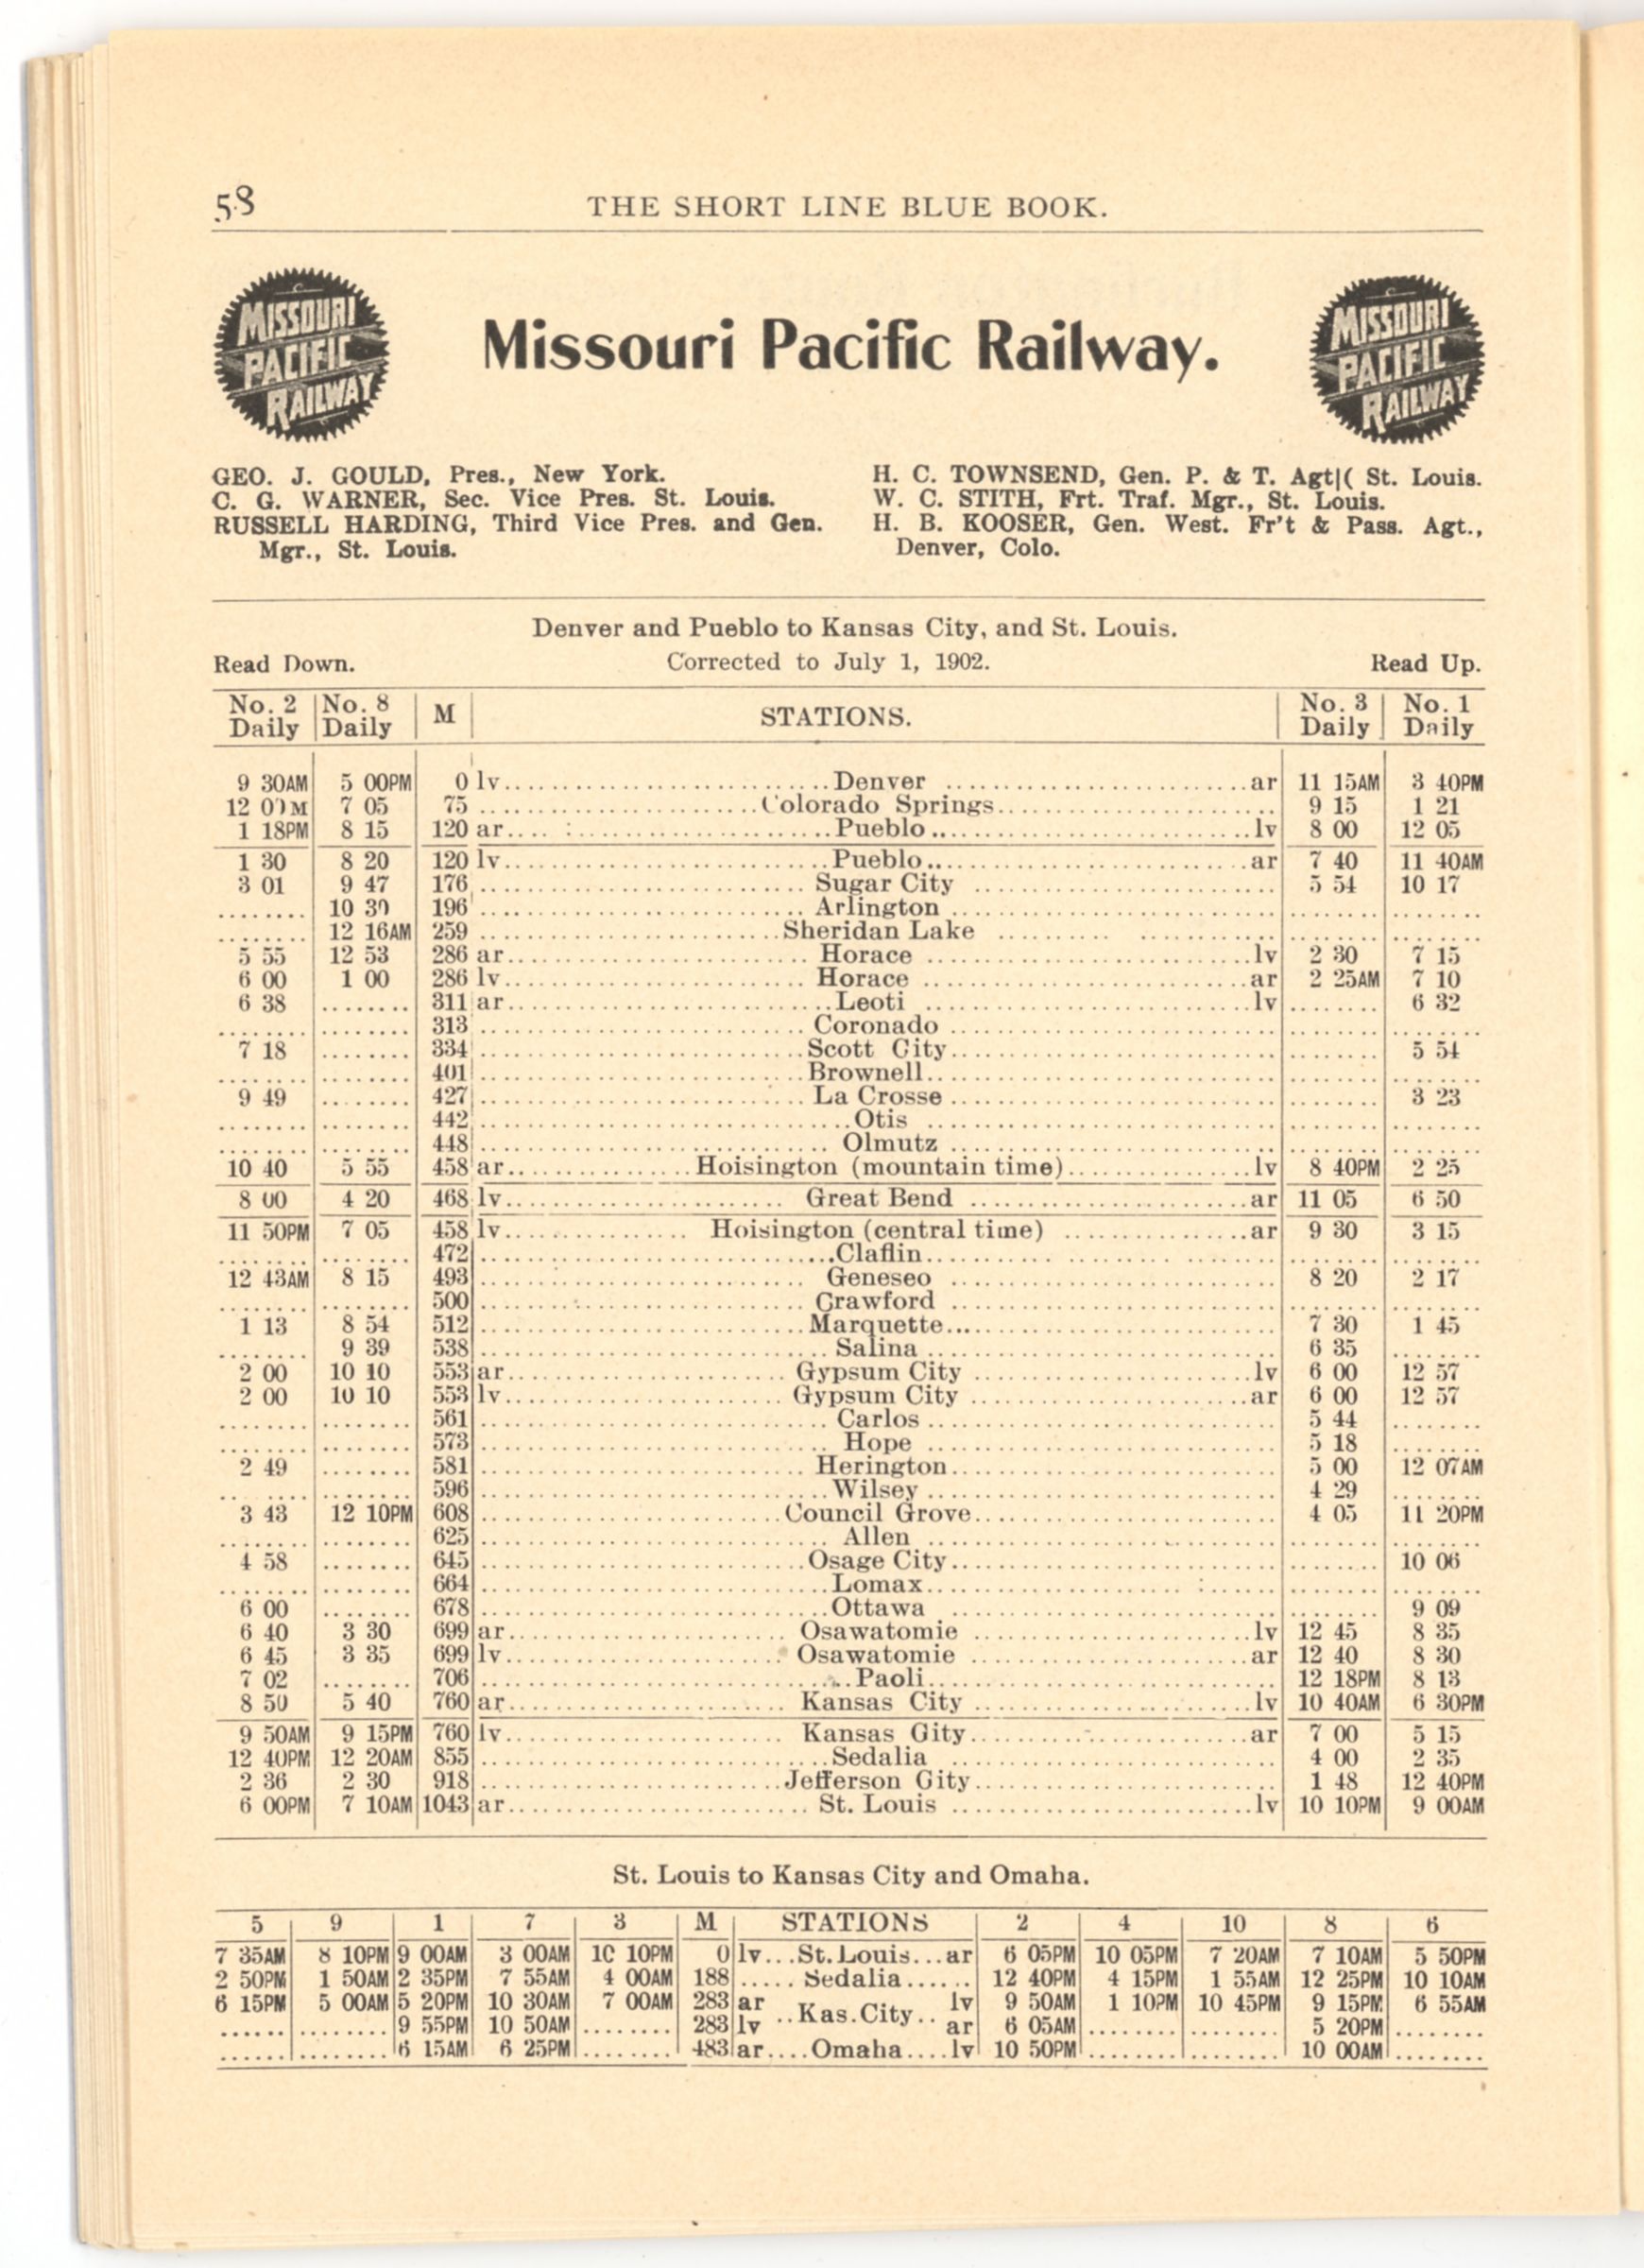 58 THE SHORT LINE BLUE BOOK.
MISSOURI PACIFIC RAILWAY
Missouri Pacific Railway.
MISSOURI PACIFIC RAILWAY
GEO. J. GOULD, Pres., New York.
C. G. WARNER, Sec. Vice Pres. St. Louis.
RUSSELL HARDING, Third Vice Pres. and Gen.
Mgr., St. Louis.
H. C. TOWNSEND, Gen. P. & T. Agt|( St. Louis.
W. C. STITH, Frt. Traf. Mgr., St. Louis.
H. B. KOOSER, Gen. West. Fr't & Pass. Agt.,
Denver, Colo.
Denver and Pueblo to Kansas City, and St. Louis.
Read Down. Corrected to July 1, 1902. Read Up.
No. 2 Daily | No. 8 Daily | M | STATIONS. | No. 3 Daily | No. 1 Daily
9 30AM 5 00PM 0 lv Denver ar 11 15AM 3 40PM
12 00M 7 05 75 Colorado Springs 9 15 1 21
1 18PM 8 15 120 ar Pueblo lv 8 00 12 05
1 30 8 20 120 lv Pueblo ar 7 40 11 40AM
3 01 9 47 176 Sugar City 5 54 10 17
........ 10 30 196 Arlington ........ ........
........ 12 16AM 259 Sheridan Lake ........ ........
5 55 12 53 286 ar Horace lv 2 30 7 15
6 00 1 00 286 lv Horace ar 2 25AM 7 10
6 38 ........ 311 ar Leoti lv ........ 6 32
........ ........ 313 Coronado ........ ........
7 18 ........ 334 Scott City ........ 5 54
........ ........ 401 Brownell ........ ........
9 49 ........ 427 La Crosse ........ 3 23
........ ........ 442 Otis ........ ........
........ ........ 448 Olmutz ........ ........
10 40 5 55 458 ar Hoisington (mountain time) lv 8 40PM 2 25
8 00 4 20 468 lv Great Bend ar 11 05 6 50
11 50PM 7 05 458 lv Hoisington (central time) ar 9 30 3 15
........ ........ 472 Claflin ........ ........
12 43AM 8 15 493 Geneseo 8 20 2 17
........ ........ 500 Crawford ........ ........
1 13 8 54 512 Marquette 7 30 1 45
........ 9 39 538 Salina 6 35 ........
2 00 10 10 553 ar Gypsum City lv 6 00 12 57
2 00 10 10 553 lv Gypsum City ar 6 00 12 57
........ ........ 561 Carlos 5 44 ........
........ ........ 573 Hope 5 18 ........
2 49 ........ 581 Herington 5 00 12 07AM
........ ........ 596 Wilsey 4 29 ........
3 43 12 10PM 608 Council Grove 4 05 11 20PM
........ ........ 625 Allen ........ ........
4 58 ........ 645 Osage City ........ 10 06
........ ........ 664 Lomax ........ ........
6 00 ........ 678 Ottawa ........ 9 09
6 40 3 30 699 ar Osawatomie lv 12 45 8 35
6 45 3 35 699 lv Osawatomie ar 12 40 8 30
7 02 ........ 706 Paoli 12 18PM 8 13
8 50 5 40 760 ar Kansas City lv 10 40AM 6 30PM
9 50AM 9 15PM 760 lv Kansas City ar 7 00 5 15
12 40PM 12 20AM 855 Sedalia 4 00 2 35
2 36 2 30 918 Jefferson City 1 48 12 40PM
6 00PM 7 10AM 1043 ar St. Louis lv 10 10PM 9 00AM
St. Louis to Kansas City and Omaha.
5 | 9 | 1 | 7 | 3 | M | STATIONS | 2 | 4 | 10 | 8 | 6
7 35AM 8 10PM 9 00AM 3 00AM 10 10PM 0 lv...St. Louis...ar 6 05PM 10 05PM 7 20AM 7 10AM 5 50PM
2 50PM 1 50AM 2 35PM 7 55AM 4 00AM 188 ..... Sedalia...... 12 40PM 4 15PM 1 55AM 12 25PM 10 10AM
6 15PM 5 00AM 5 20PM 10 30AM 7 00AM 283 ar ..Kas. City.. lv 9 50AM 1 10PM 10 45PM 9 15PM 6 55AM
...... ........ 9 55PM 10 50AM ........ 283 lv ar 6 05AM ........ ........ 5 20PM ........
...... ........ 6 15AM 6 25PM ........ 483 ar....Omaha....lv 10 50PM ........ ........ 10 00AM ........